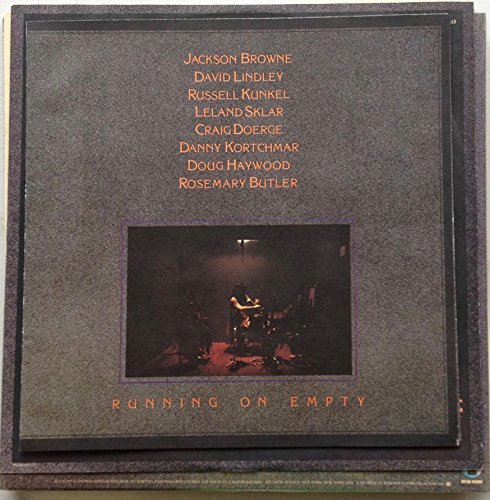 Jackson Browne
David Lindley
Russell Kunkel
Leland Sklar
Craig Doerge
Danny Kortchmar
Doug Haywood
Rosemary Butler
RUNNING ON EMPTY